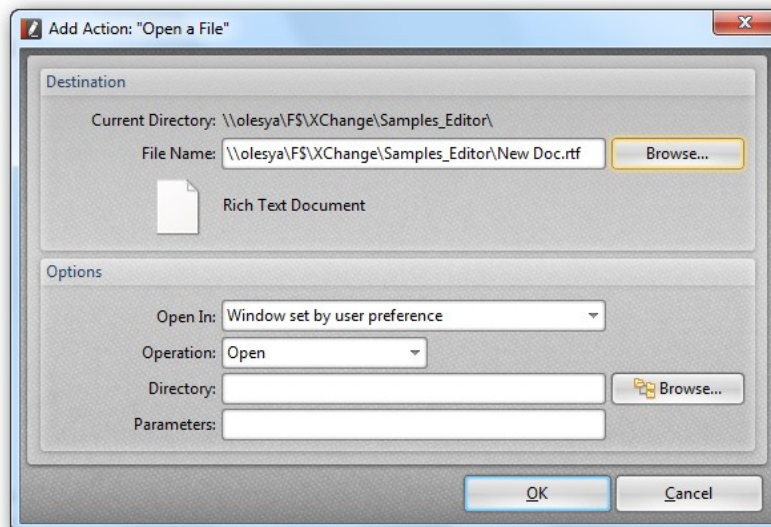 Add Action: "Open a File"
Destination
Current Directory: \\olesya\F$\XChange\Samples_Editor\
File Name: \\olesya\F$\XChange\Samples_Editor\New Doc.rtf Browse...
Rich Text Document
Options
Open In: Window set by user preference
Operation: Open
Directory: Browse...
Parameters:
OK Cancel